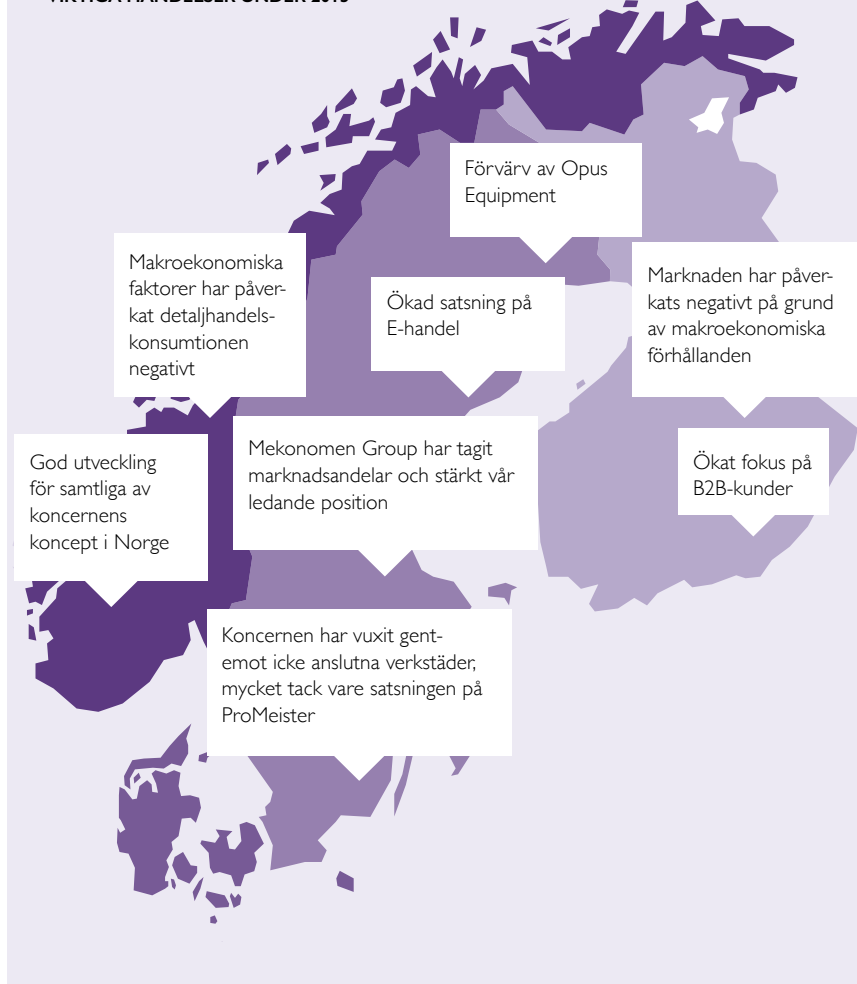 Förvärv av Opus
Equipment
Makroekonomiska
faktorer har påver-
kat detaljhandels-
konsumtionen
negativt
Ökad satsning på
E-handel
Marknaden har påver-
kats negativt på grund
av makroekonomiska
förhållanden
God utveckling
för samtliga av
koncernens
koncept i Norge
Mekonomen Group har tagit
marknadsandelar och stärkt vår
ledande position
Ökat fokus på
B2B-kunder
Koncernen har vuxit gent-
emot icke anslutna verkstäder,
mycket tack vare satsningen på
ProMeister